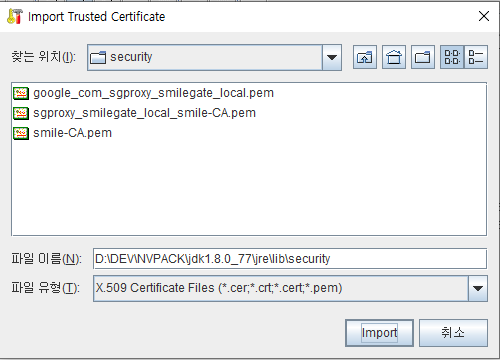 Import Trusted Certificate
찾는 위치(I): security
google_com_sgproxy_smilegate_local.pem
sgproxy_smilegate_local_smile-CA.pem
smile-CA.pem
파일 이름(N): D:\DEV\NVPACK\jdk1.8.0_77\jre\lib\security
파일 유형(T): X.509 Certificate Files (*.cer;*.crt;*.cert;*.pem)
Import 취소